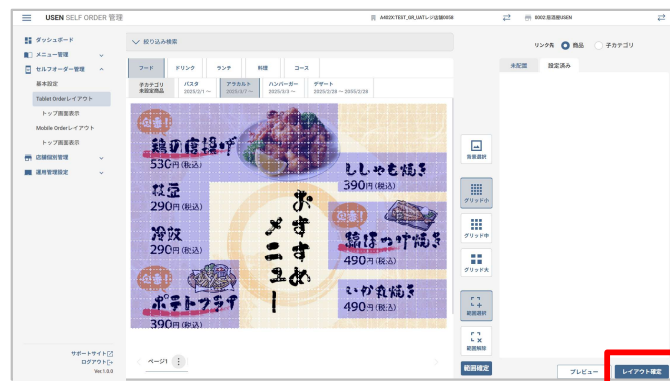 USEN SELF ORDER 管理
A402X:TEST_QR_UATレジ店舗0058
0002:居酒屋USEN
ダッシュボード
メニュー管理
セルフオーダー管理
基本設定
Tablet Orderレイアウト
トップ画面表示
Mobile Orderレイアウト
トップ画面表示
店舗個別管理
運用管理設定
サポートサイト
ログアウト
Ver.1.0.0
絞り込み検索
フード
ドリンク
ランチ
料理
コース
子カテゴリ
未設定商品
パスタ
2025/2/1 ～
アラカルト
2025/3/7 ～
ハンバーガー
2025/3/3 ～
デザート
2025/2/28 ～ 2055/2/28
鶏の唐揚げ
530円(税込)
枝豆
290円(税込)
冷奴
290円(税込)
定番!
ポテトフライ
390円(税込)
おすすめ
メニュー
ししゃも焼き
390円(税込)
定番!
縞ほっけ焼き
490円(税込)
いか丸焼き
490円(税込)
ページ1
背景選択
グリッド小
グリッド中
グリッド大
範囲選択
範囲解除
範囲確定
リンク先
商品
子カテゴリ
未配置
設定済み
プレビュー
レイアウト確定